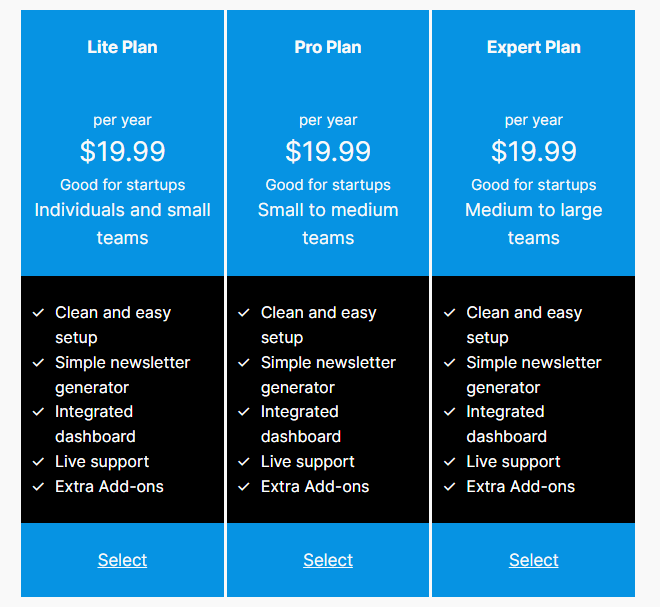 Lite Plan
per year
$19.99
Good for startups
Individuals and small
teams
Clean and easy
setup
Simple newsletter
generator
Integrated
dashboard
Live support
Extra Add-ons
Select
Pro Plan
per year
$19.99
Good for startups
Small to medium
teams
Clean and easy
setup
Simple newsletter
generator
Integrated
dashboard
Live support
Extra Add-ons
Select
Expert Plan
per year
$19.99
Good for startups
Medium to large
teams
Clean and easy
setup
Simple newsletter
generator
Integrated
dashboard
Live support
Extra Add-ons
Select